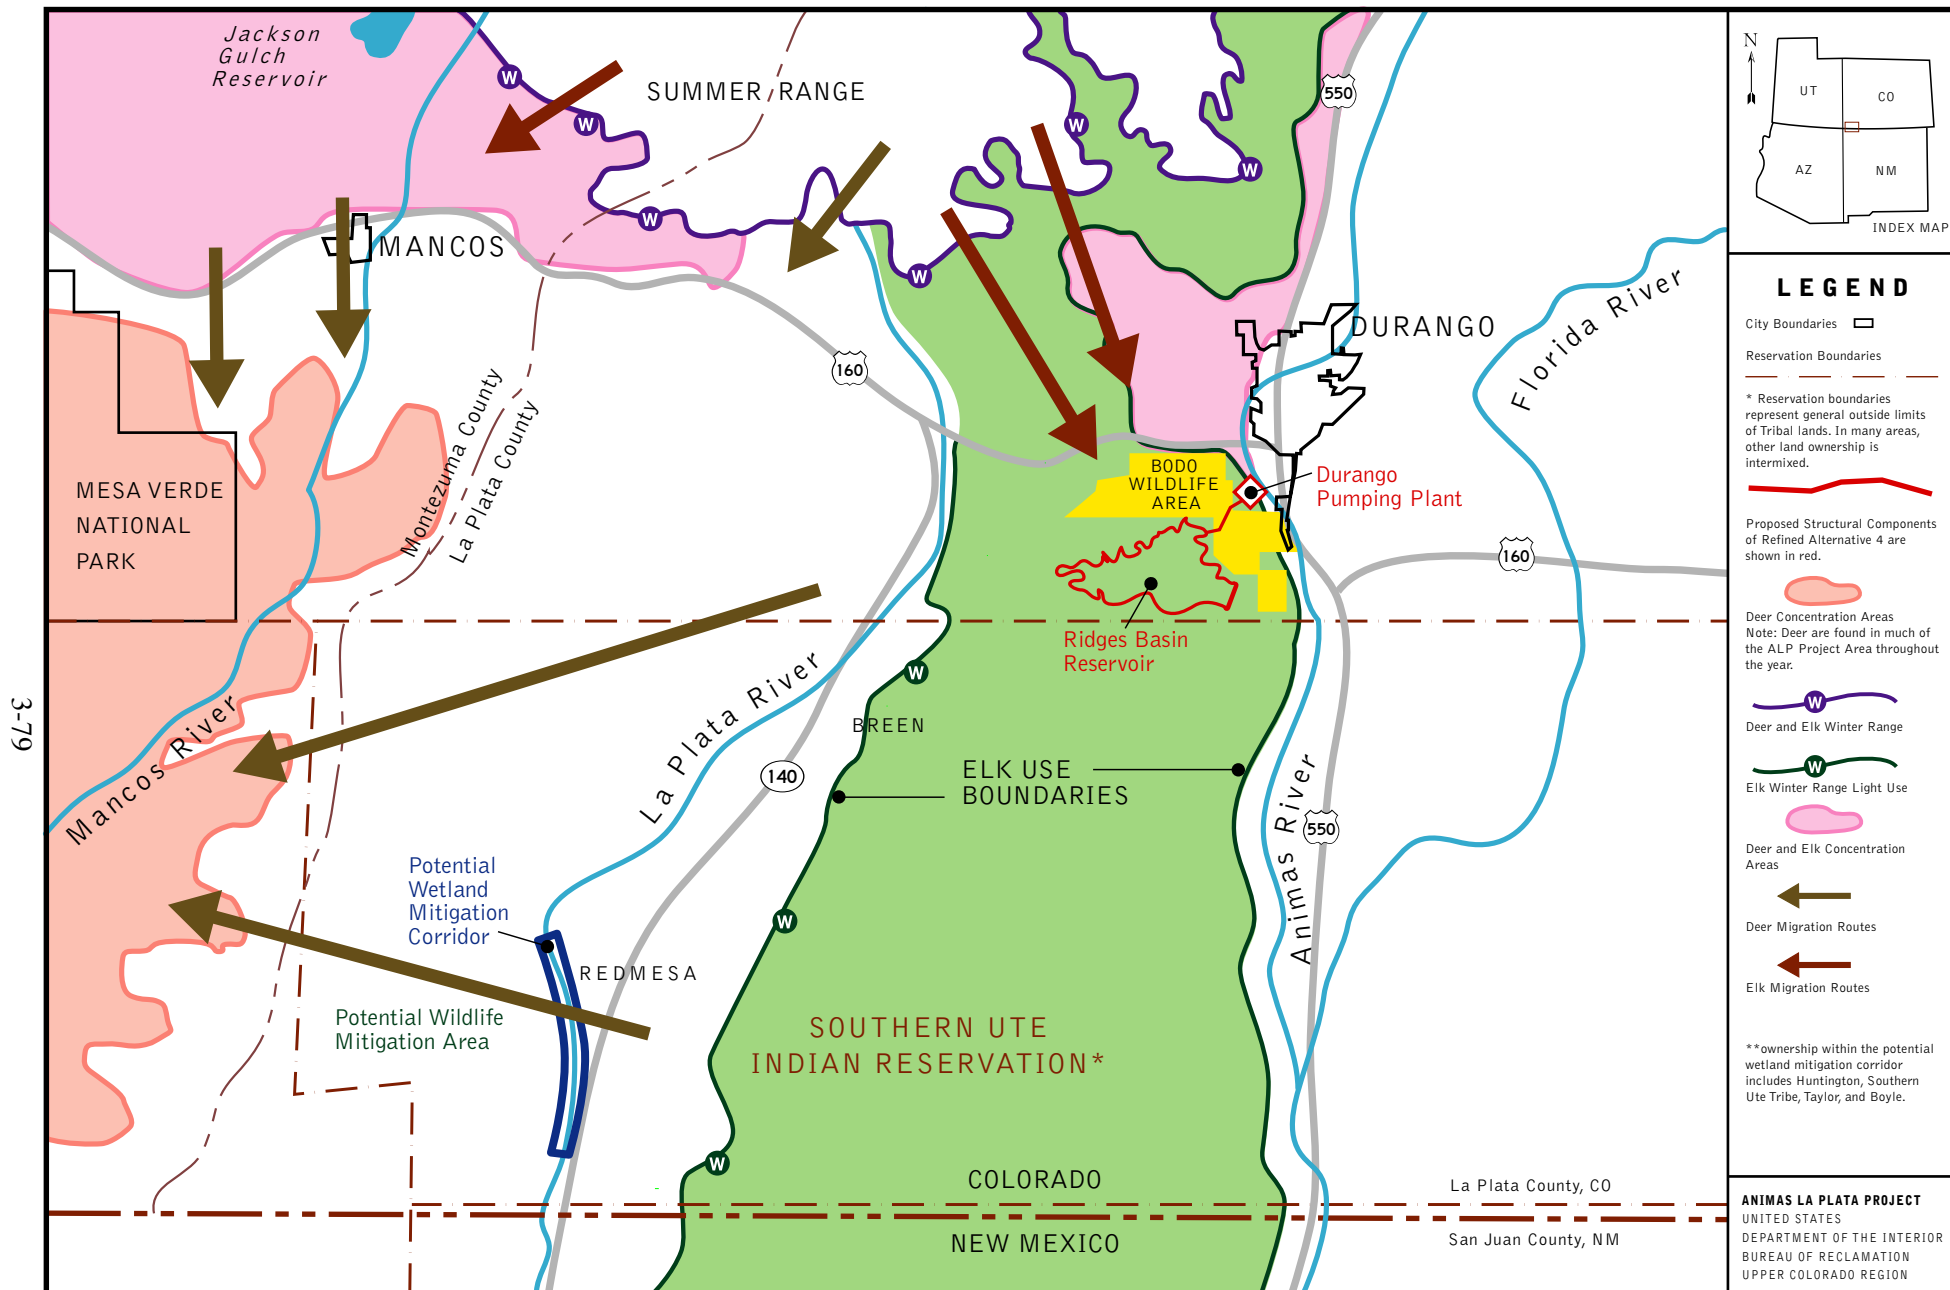 Jackson
Gulch
Reservoir
W
W
W
W
W
W
SUMMER RANGE
550
MANCOS
DURANGO
Florida River
160
Montezuma County
La Plata County
MESA VERDE
NATIONAL
PARK
BODO
WILDLIFE
AREA
Durango
Pumping Plant
160
Ridges Basin
Reservoir
3-79
Mancos River
La Plata River
W
BREEN
140
ELK USE
BOUNDARIES
Animas River
550
Potential
Wetland
Mitigation
Corridor
W
REDMESA
Potential Wildlife
Mitigation Area
SOUTHERN UTE
INDIAN RESERVATION*
W
COLORADO
NEW MEXICO
La Plata County, CO
San Juan County, NM
N
UT
CO
AZ
NM
INDEX MAP
LEGEND
City Boundaries
Reservation Boundaries
* Reservation boundaries
represent general outside limits
of Tribal lands. In many areas,
other land ownership is
intermixed.
Proposed Structural Components
of Refined Alternative 4 are
shown in red.
Deer Concentration Areas
Note: Deer are found in much of
the ALP Project Area throughout
the year.
W
Deer and Elk Winter Range
W
Elk Winter Range Light Use
Deer and Elk Concentration
Areas
Deer Migration Routes
Elk Migration Routes
**ownership within the potential
wetland mitigation corridor
includes Huntington, Southern
Ute Tribe, Taylor, and Boyle.
ANIMAS LA PLATA PROJECT
UNITED STATES
DEPARTMENT OF THE INTERIOR
BUREAU OF RECLAMATION
UPPER COLORADO REGION